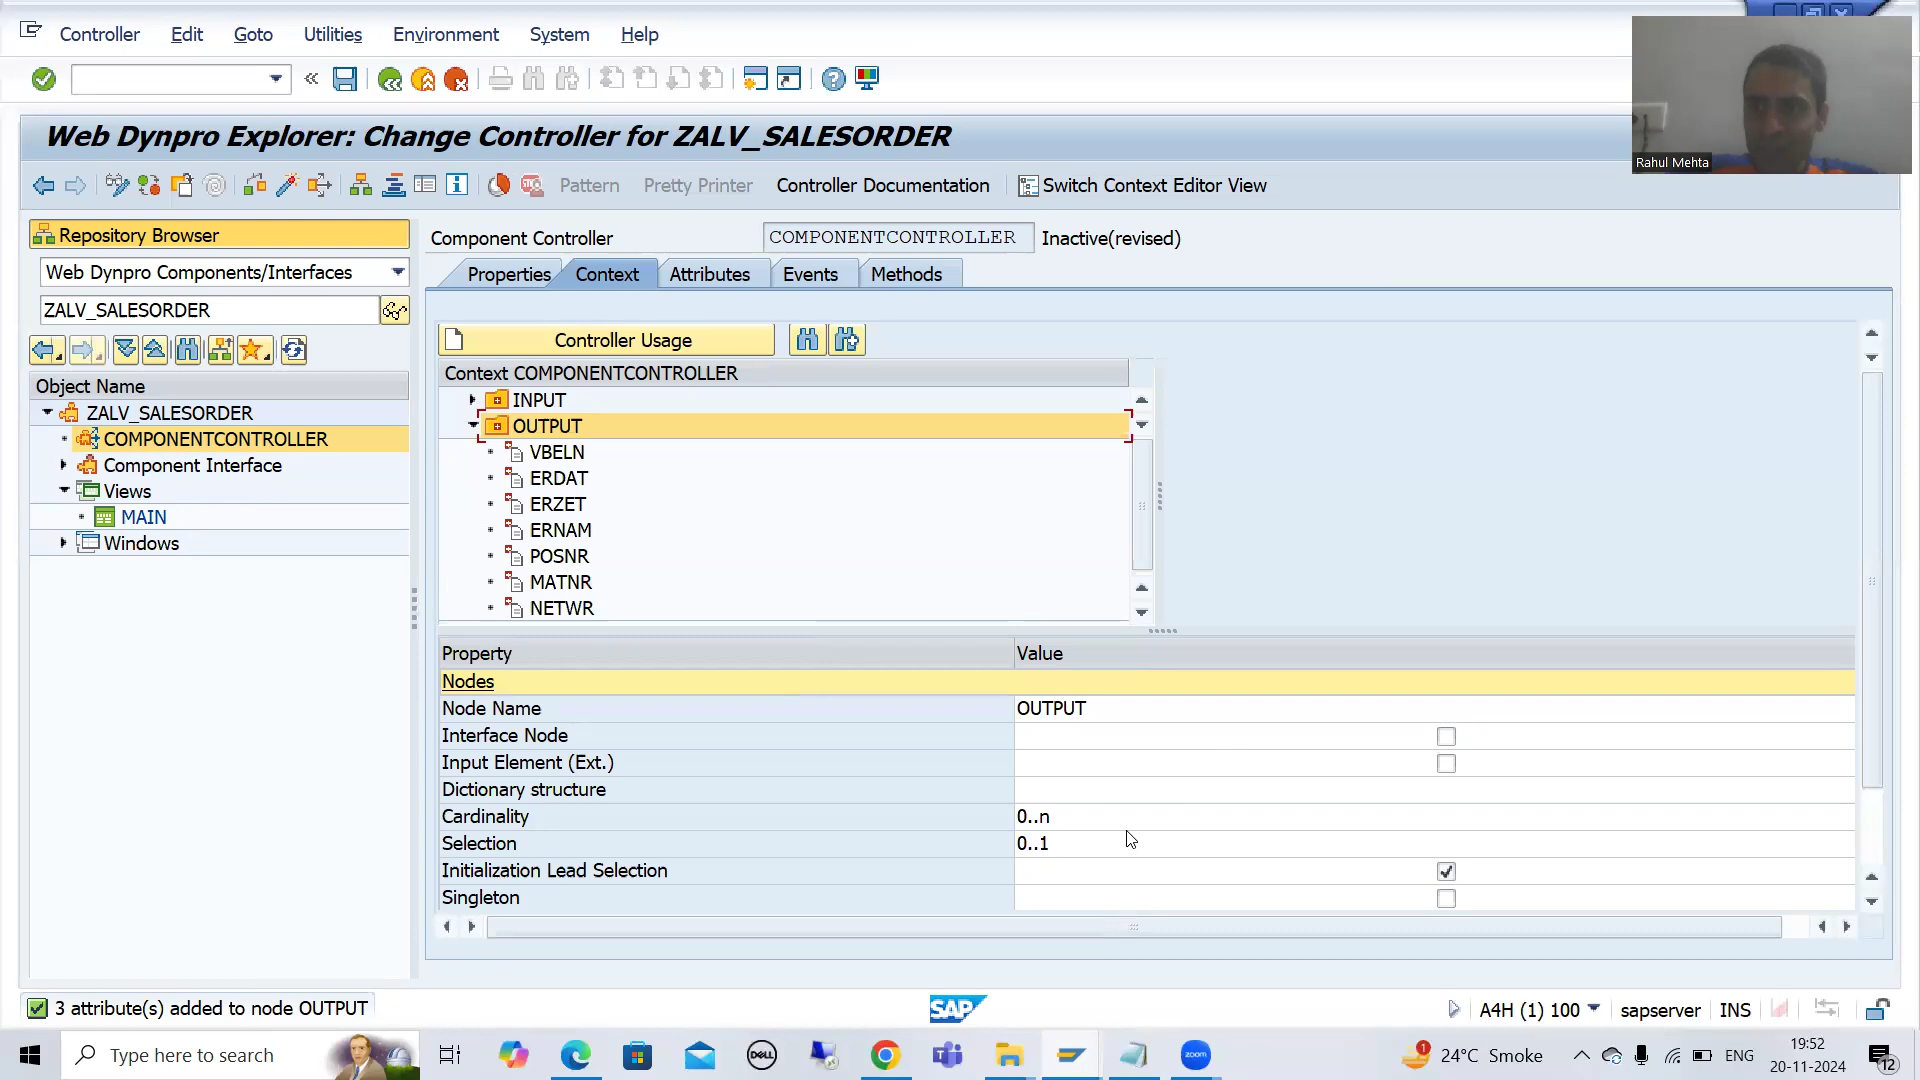 Controller Edit Goto Utilities Environment System Help
Web Dynpro Explorer: Change Controller for ZALV_SALESORDER
Rahul Mehta
Pattern Pretty Printer Controller Documentation Switch Context Editor View
Repository Browser
Web Dynpro Components/Interfaces
ZALV_SALESORDER
Object Name
ZALV_SALESORDER
COMPONENTCONTROLLER
Component Interface
Views
MAIN
Windows
Component Controller COMPONENTCONTROLLER Inactive(revised)
Properties Context Attributes Events Methods
Controller Usage
Context COMPONENTCONTROLLER
INPUT
OUTPUT
VBELN
ERDAT
ERZET
ERNAM
POSNR
MATNR
NETWR
Property Value
Nodes
Node Name OUTPUT
Interface Node
Input Element (Ext.)
Dictionary structure
Cardinality 0..n
Selection 0..1
Initialization Lead Selection
Singleton
3 attribute(s) added to node OUTPUT
SAP
A4H (1) 100 sapserver INS
Type here to search
DELL
zoom
1
24°C Smoke
ENG
19:52
20-11-2024
12